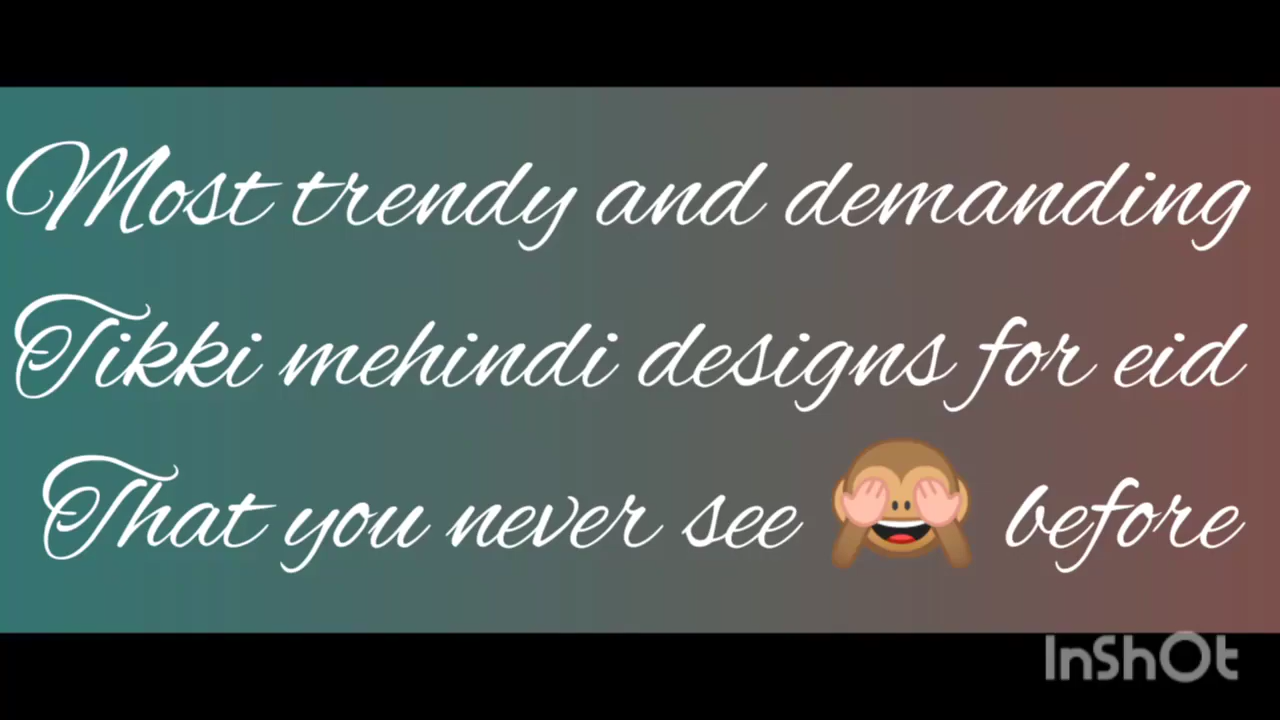 Most trendy and demanding
Tikki mehindi designs for eid
That you never see 🙈 before
InShOt